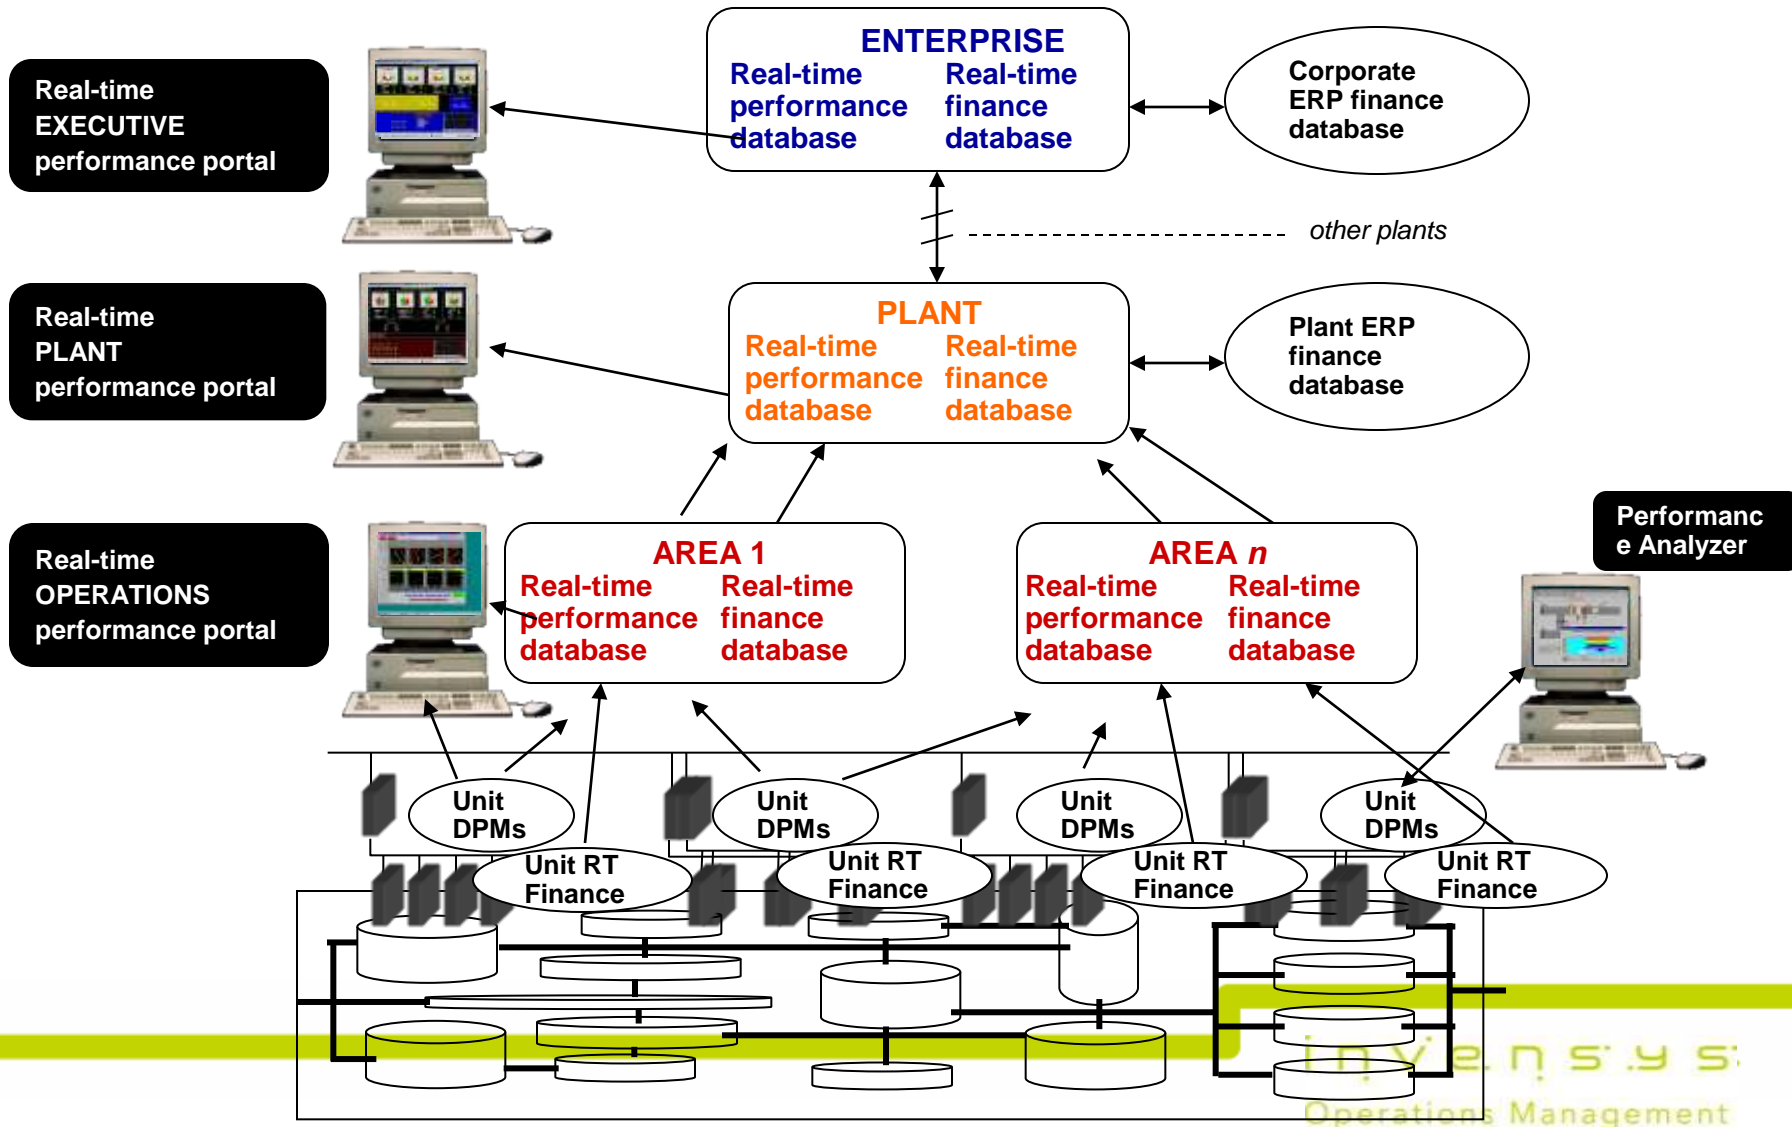 ENTERPRISE
Real-time
performance
database
Real-time
finance
database
Corporate
ERP finance
database
Real-time
EXECUTIVE
performance portal
other plants
PLANT
Real-time
performance
database
Real-time
finance
database
Plant ERP
finance
database
Real-time
PLANT
performance portal
Real-time
OPERATIONS
performance portal
AREA 1
Real-time
performance
database
Real-time
finance
database
AREA n
Real-time
performance
database
Real-time
finance
database
Performanc
e Analyzer
Unit
DPMs
Unit
DPMs
Unit
DPMs
Unit
DPMs
Unit RT
Finance
Unit RT
Finance
Unit RT
Finance
Unit RT
Finance
invensys
Operations Management